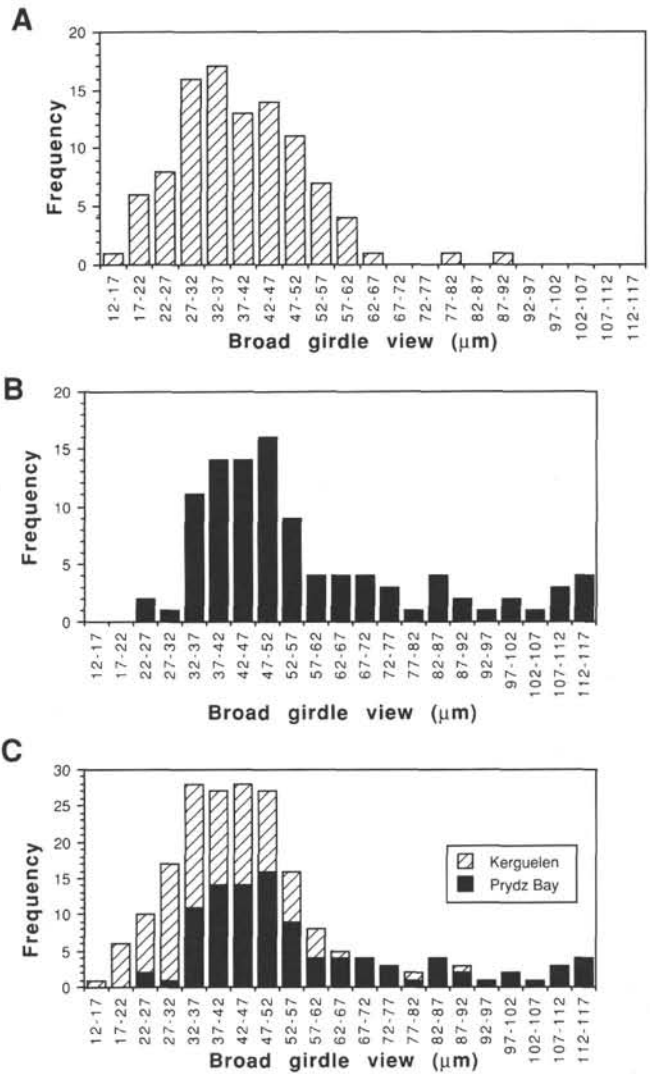 A
20
15
10
5
0
Frequency
12-17 17-22 22-27 27-32 32-37 37-42 42-47 47-52 52-57 57-62 62-67 67-72 72-77 77-82 82-87 87-92 92-97 97-102 102-107 107-112 112-117
Broad girdle view (μm)
B
20
15
10
5
0
Frequency
12-17 17-22 22-27 27-32 32-37 37-42 42-47 47-52 52-57 57-62 62-67 67-72 72-77 77-82 82-87 87-92 92-97 97-102 102-107 107-112 112-117
Broad girdle view (μm)
C
30
25
20
15
10
5
0
Frequency
Kerguelen
Prydz Bay
12-17 17-22 22-27 27-32 32-37 37-42 42-47 47-52 52-57 57-62 62-67 67-72 72-77 77-82 82-87 87-92 92-97 97-102 102-107 107-112 112-117
Broad girdle view (μm)